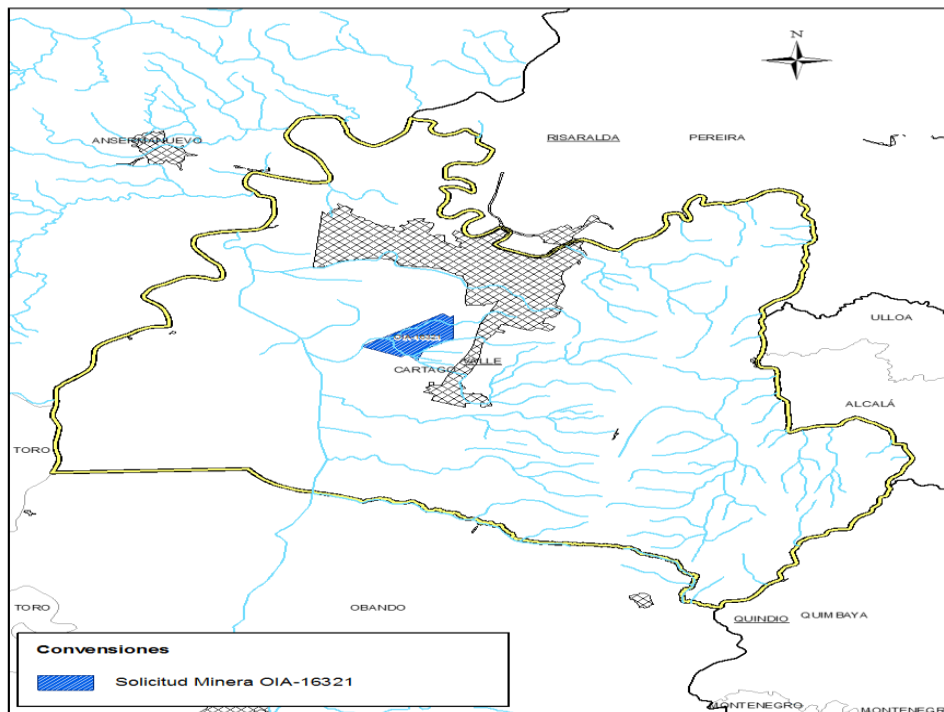 N
ANSERMANUEVO
RISARALDA PEREIRA
ULLOA
VALLE
CARTAGO
ALCALÁ
TORO
TORO
OBANDO
QUINDIO QUIMBAYA
Convensiones
Solicitud Minera OIA-16321
MONTENEGRO
MONTENEGR